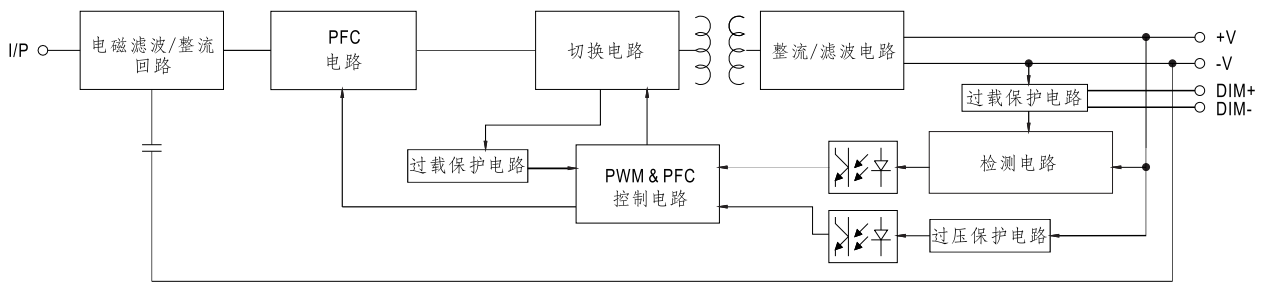 I/P
电磁滤波/整流
回路
PFC
电路
切换电路
整流/滤波电路
+V
-V
DIM+
DIM-
过载保护电路
过载保护电路
PWM & PFC
控制电路
检测电路
过压保护电路